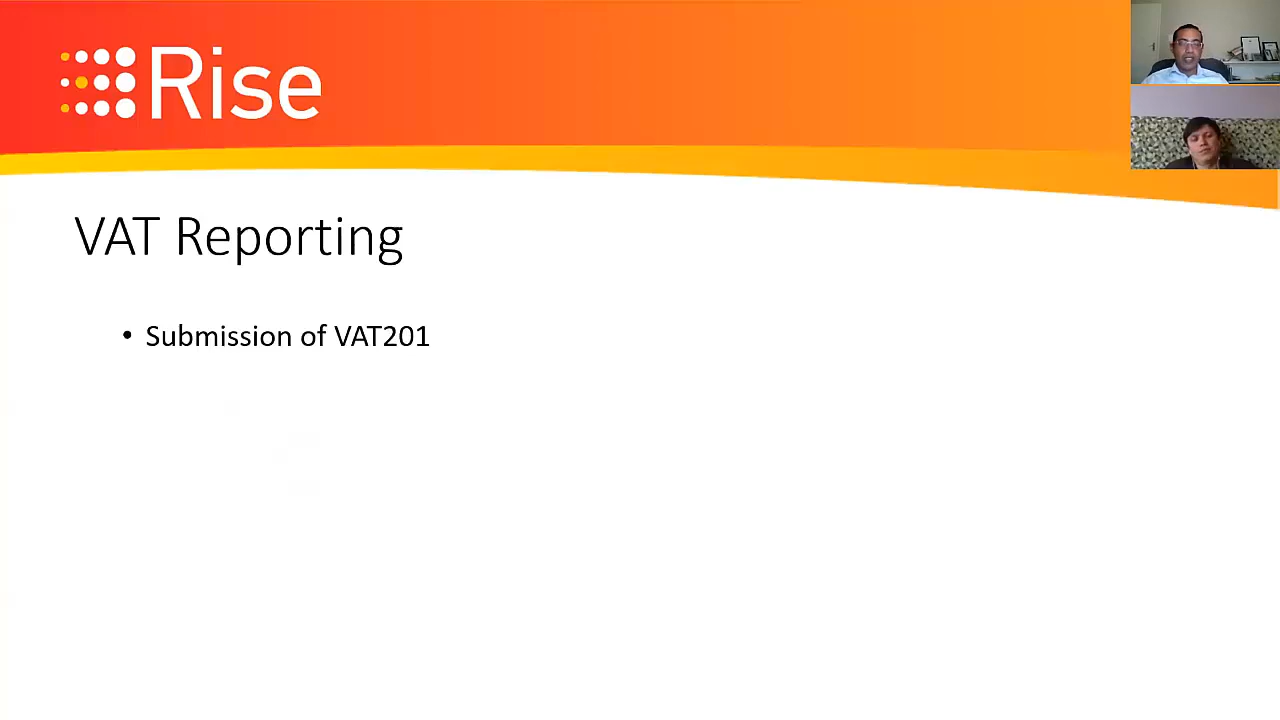 Rise
VAT Reporting
• Submission of VAT201